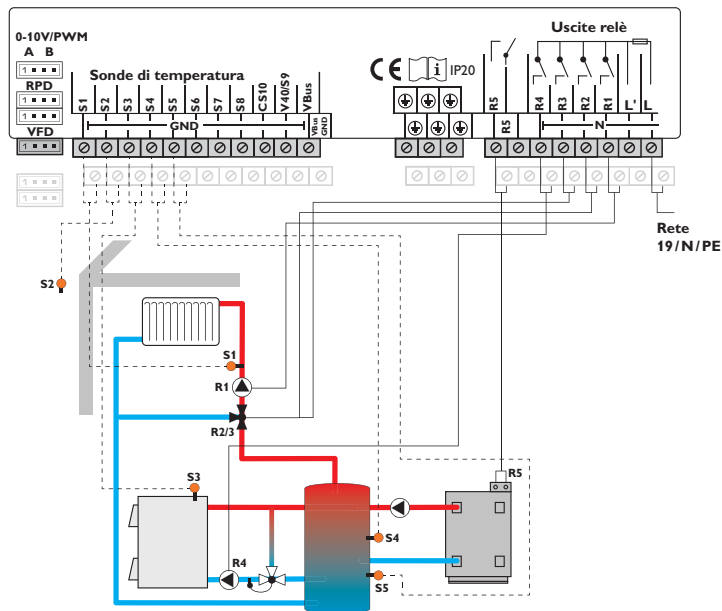 Uscite relè
0-10V/PWM
A B
RPD
VFD
Sonde di temperatura
S1 S2 S3 S4 S5 S6 S7 S8 CS10 V40/S9 VBus
GND
VBus GND
CE i IP20
R5 R4 R3 R2 R1 L' L
R5
N
Rete
19/N/PE
S2
S1
R1
R2/3
S3
R5
S4
R4
S5